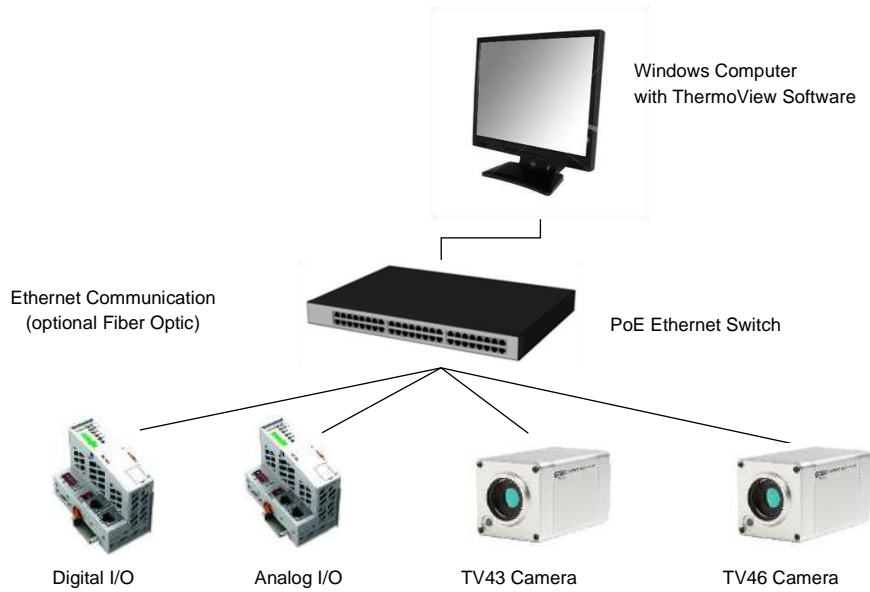 Windows Computer
with ThermoView Software
Ethernet Communication
(optional Fiber Optic)
PoE Ethernet Switch
Digital I/O
Analog I/O
TV43 Camera
TV46 Camera